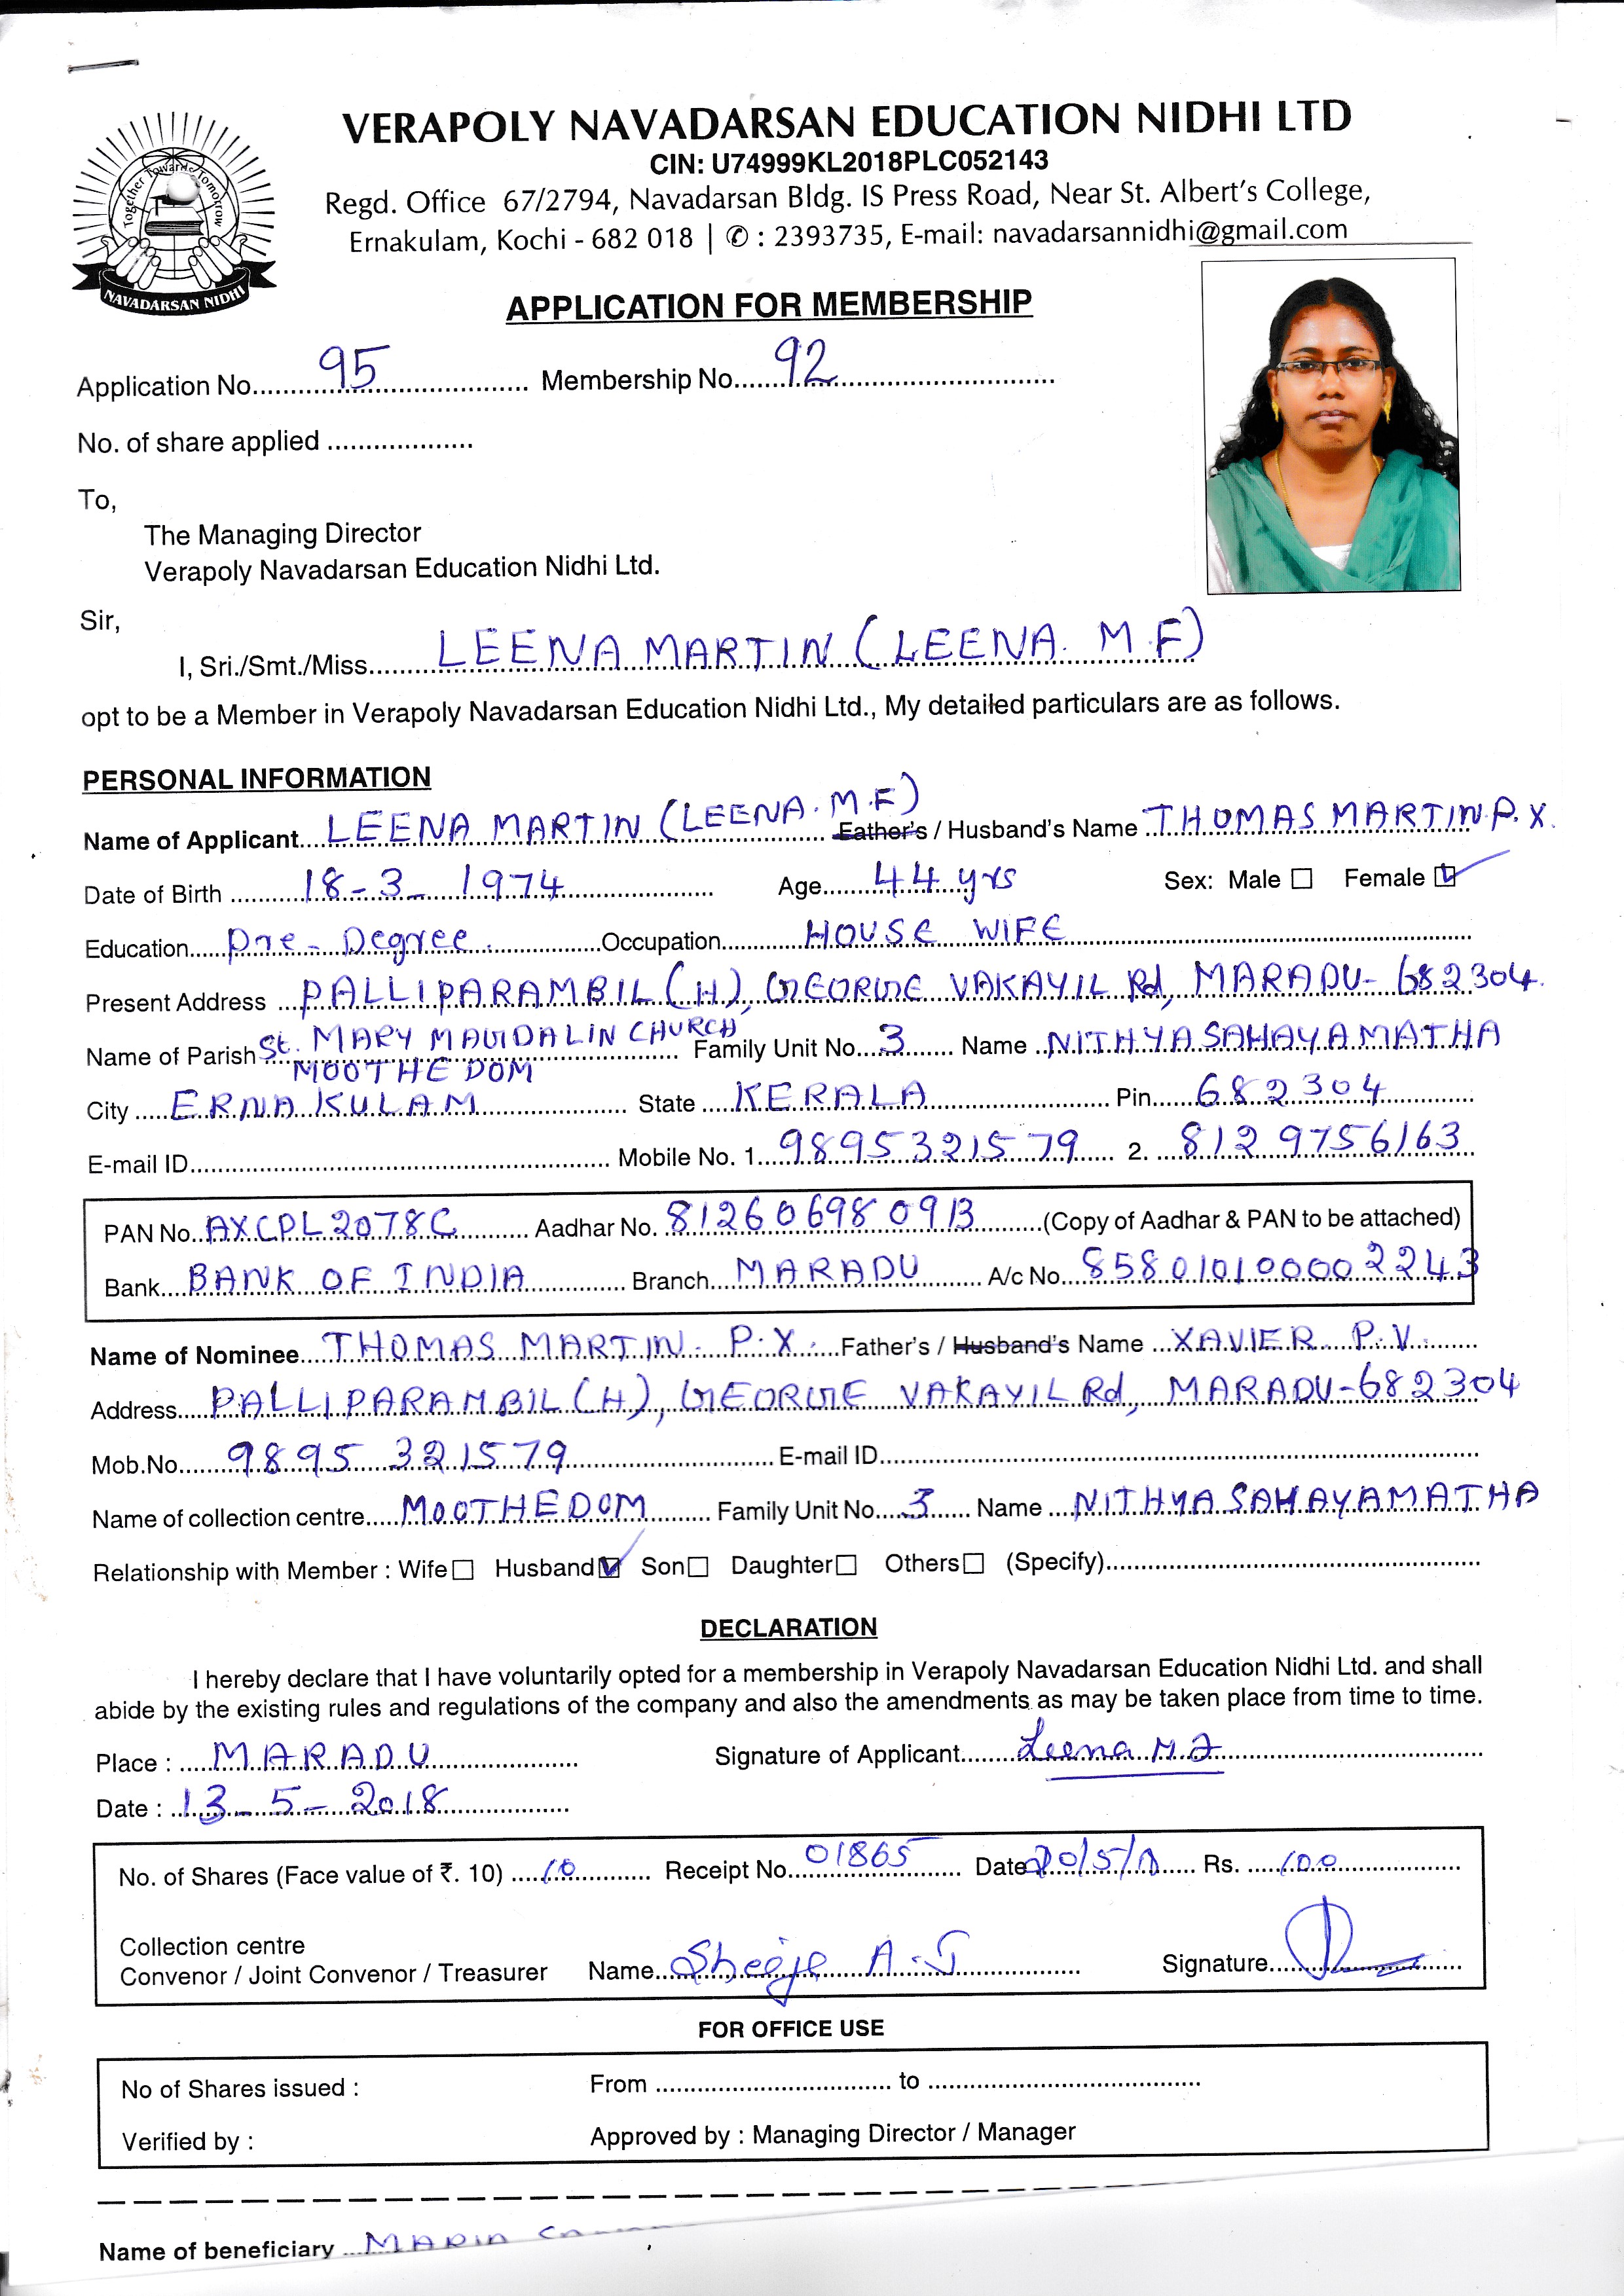 VERAPOLY NAVADARSAN EDUCATION NIDHI LTD
CIN: U74999KL2018PLC052143
Regd. Office 67/2794, Navadarsan Bldg. IS Press Road, Near St. Albert's College,
Ernakulam, Kochi - 682 018 | ✆ : 2393735, E-mail: navadarsannidhi@gmail.com
Together Towards Tomorrow
NAVADARSAN NIDHI
APPLICATION FOR MEMBERSHIP
Application No. 95 Membership No. 92
No. of share applied
To,
The Managing Director
Verapoly Navadarsan Education Nidhi Ltd.
Sir,
I, Sri./Smt./Miss. LEENA MARTIN (LEENA. M.F)
opt to be a Member in Verapoly Navadarsan Education Nidhi Ltd., My detailed particulars are as follows.
PERSONAL INFORMATION
Name of Applicant LEENA MARTIN (LEENA. M.F) Father's / Husband's Name THOMAS MARTIN P. X.
Date of Birth 18-3-1974 Age 44 yrs Sex: Male ☐ Female ☑
Education Pre-Degree. Occupation HOUSE WIFE
Present Address PALLIPARAMBIL (H), GEORGE VAKAYIL Rd, MARADU-682304.
Name of Parish St. MARY MAGDALIN CHURCH Family Unit No. 3 Name NITHYASAHAYAMATHA
MOOTHEDOM
City ERNAKULAM State KERALA Pin 682304
E-mail ID Mobile No. 1. 9895321579 2. 8129756163
PAN No. AXCPL2078C Aadhar No. 812606980913 (Copy of Aadhar & PAN to be attached)
Bank BANK OF INDIA Branch MARADU A/c No. 858010100002243
Name of Nominee THOMAS MARTIN. P.X. Father's / Husband's Name XAVIER P.V.
Address PALLIPARAMBIL (H), GEORGE VAKAYIL Rd, MARADU-682304
Mob.No. 9895 321579 E-mail ID
Name of collection centre MOOTHEDOM Family Unit No. 3 Name NITHYA SAHAYAMATHA
Relationship with Member : Wife ☐ Husband ☑ Son ☐ Daughter ☐ Others ☐ (Specify)
DECLARATION
I hereby declare that I have voluntarily opted for a membership in Verapoly Navadarsan Education Nidhi Ltd. and shall
abide by the existing rules and regulations of the company and also the amendments as may be taken place from time to time.
Place : MARADU Signature of Applicant Leena M F
Date : 13-5-2018
No. of Shares (Face value of ₹. 10) 10 Receipt No. 01865 Date 20/5/ Rs. 100
Collection centre
Convenor / Joint Convenor / Treasurer Name A.J Signature
FOR OFFICE USE
No of Shares issued : From to
Verified by : Approved by : Managing Director / Manager
Name of beneficiary MARIA